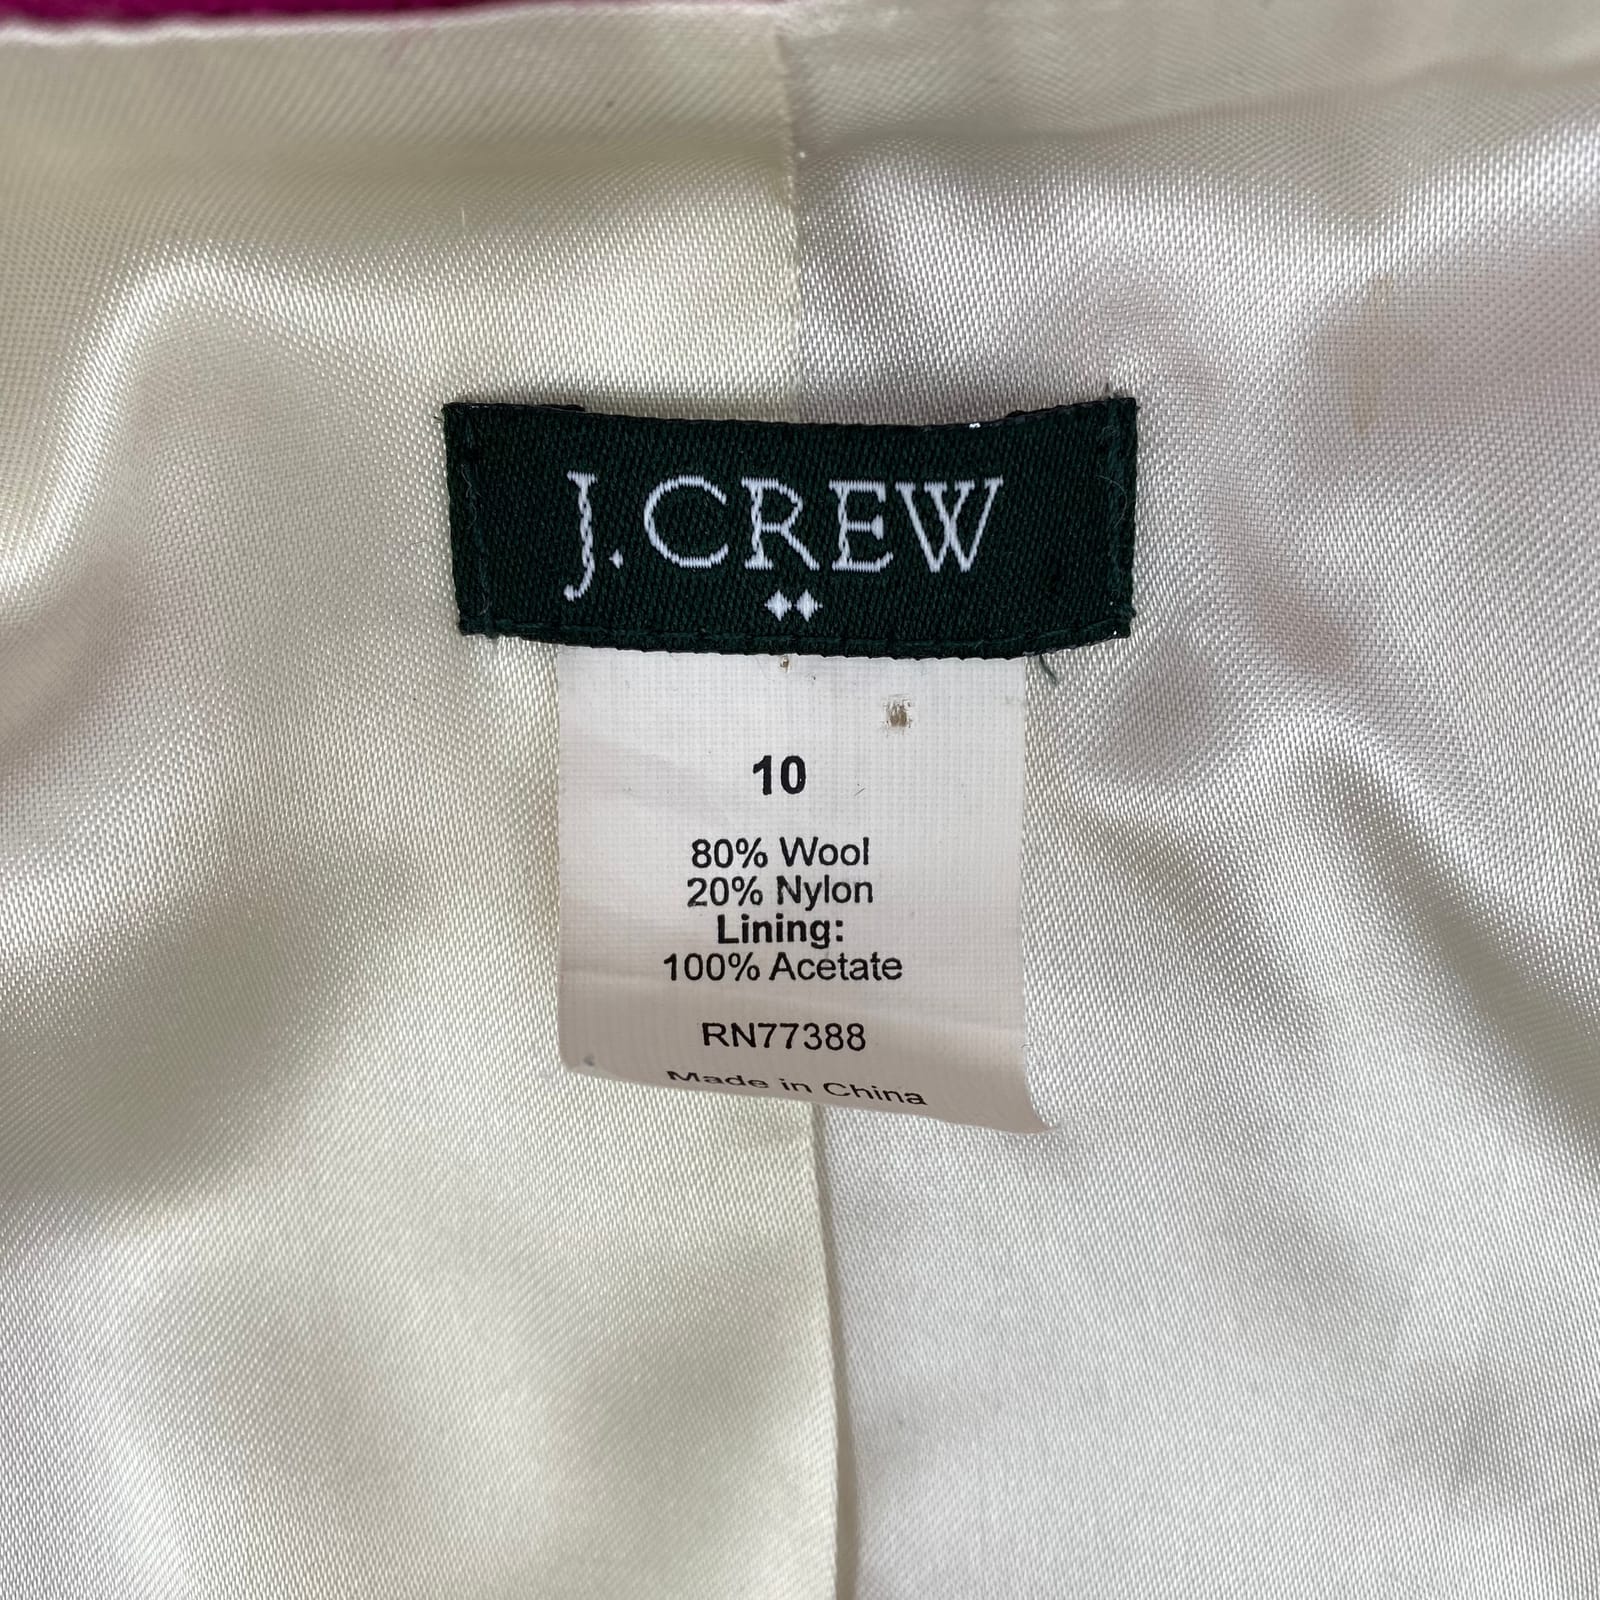 J.CREW
10
80% Wool
20% Nylon
Lining:
100% Acetate
RN77388
Made in China